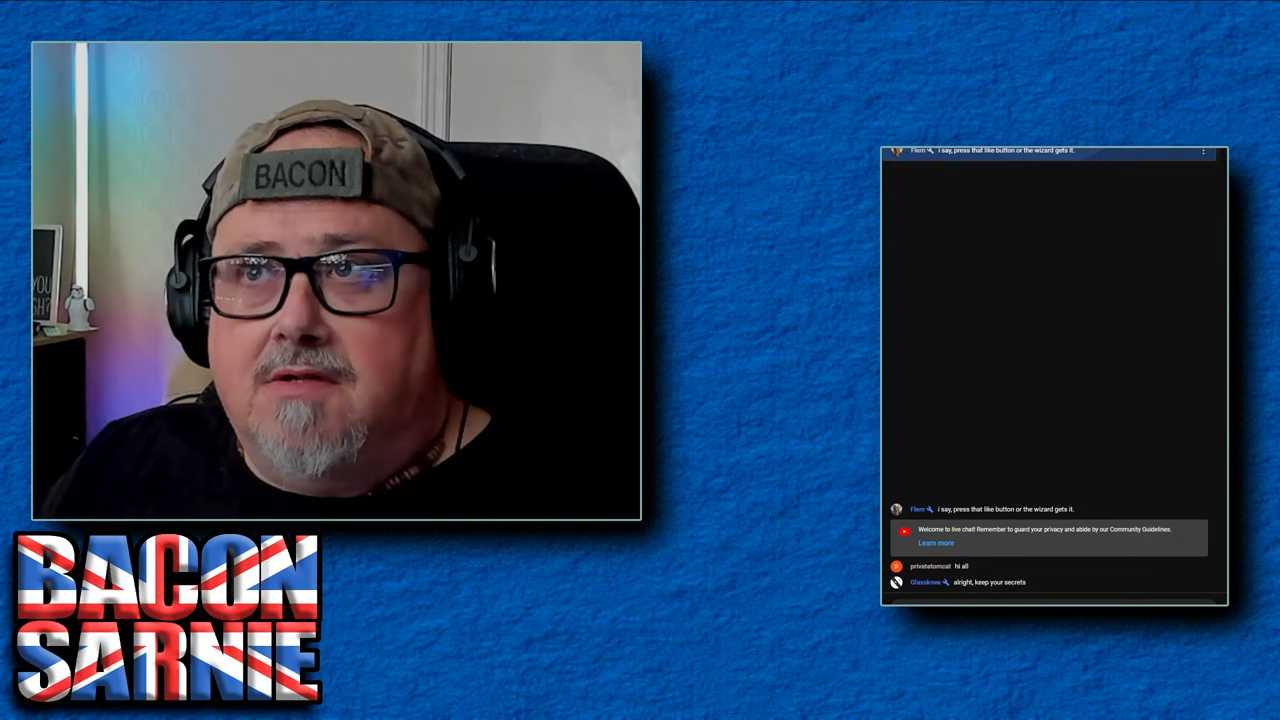 BACON
YOU
BACON
SARNIE
Flem i say, press that like button or the wizard gets it.
Flem i say, press that like button or the wizard gets it.
Welcome to live chat! Remember to guard your privacy and abide by our Community Guidelines.
Learn more
privatetomcat hi all
Glassknee alright, keep your secrets